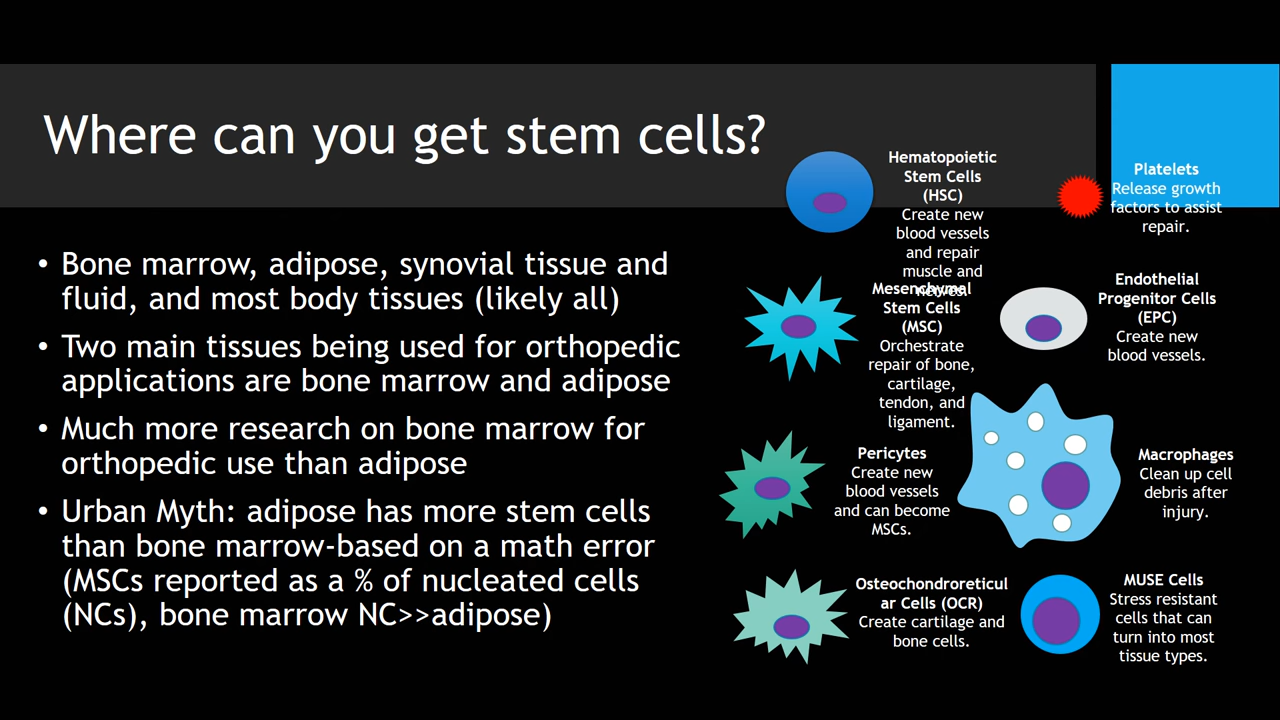 Where can you get stem cells?
• Bone marrow, adipose, synovial tissue and
fluid, and most body tissues (likely all)
• Two main tissues being used for orthopedic
applications are bone marrow and adipose
• Much more research on bone marrow for
orthopedic use than adipose
• Urban Myth: adipose has more stem cells
than bone marrow-based on a math error
(MSCs reported as a % of nucleated cells
(NCs), bone marrow NC>>adipose)
Hematopoietic
Stem Cells
(HSC)
Create new
blood vessels
and repair
muscle and
nerves.
Platelets
Release growth
factors to assist
repair.
Mesenchymal
Stem Cells
(MSC)
Orchestrate
repair of bone,
cartilage,
tendon, and
ligament.
Endothelial
Progenitor Cells
(EPC)
Create new
blood vessels.
Pericytes
Create new
blood vessels
and can become
MSCs.
Macrophages
Clean up cell
debris after
injury.
Osteochondroreticul
ar Cells (OCR)
Create cartilage and
bone cells.
MUSE Cells
Stress resistant
cells that can
turn into most
tissue types.